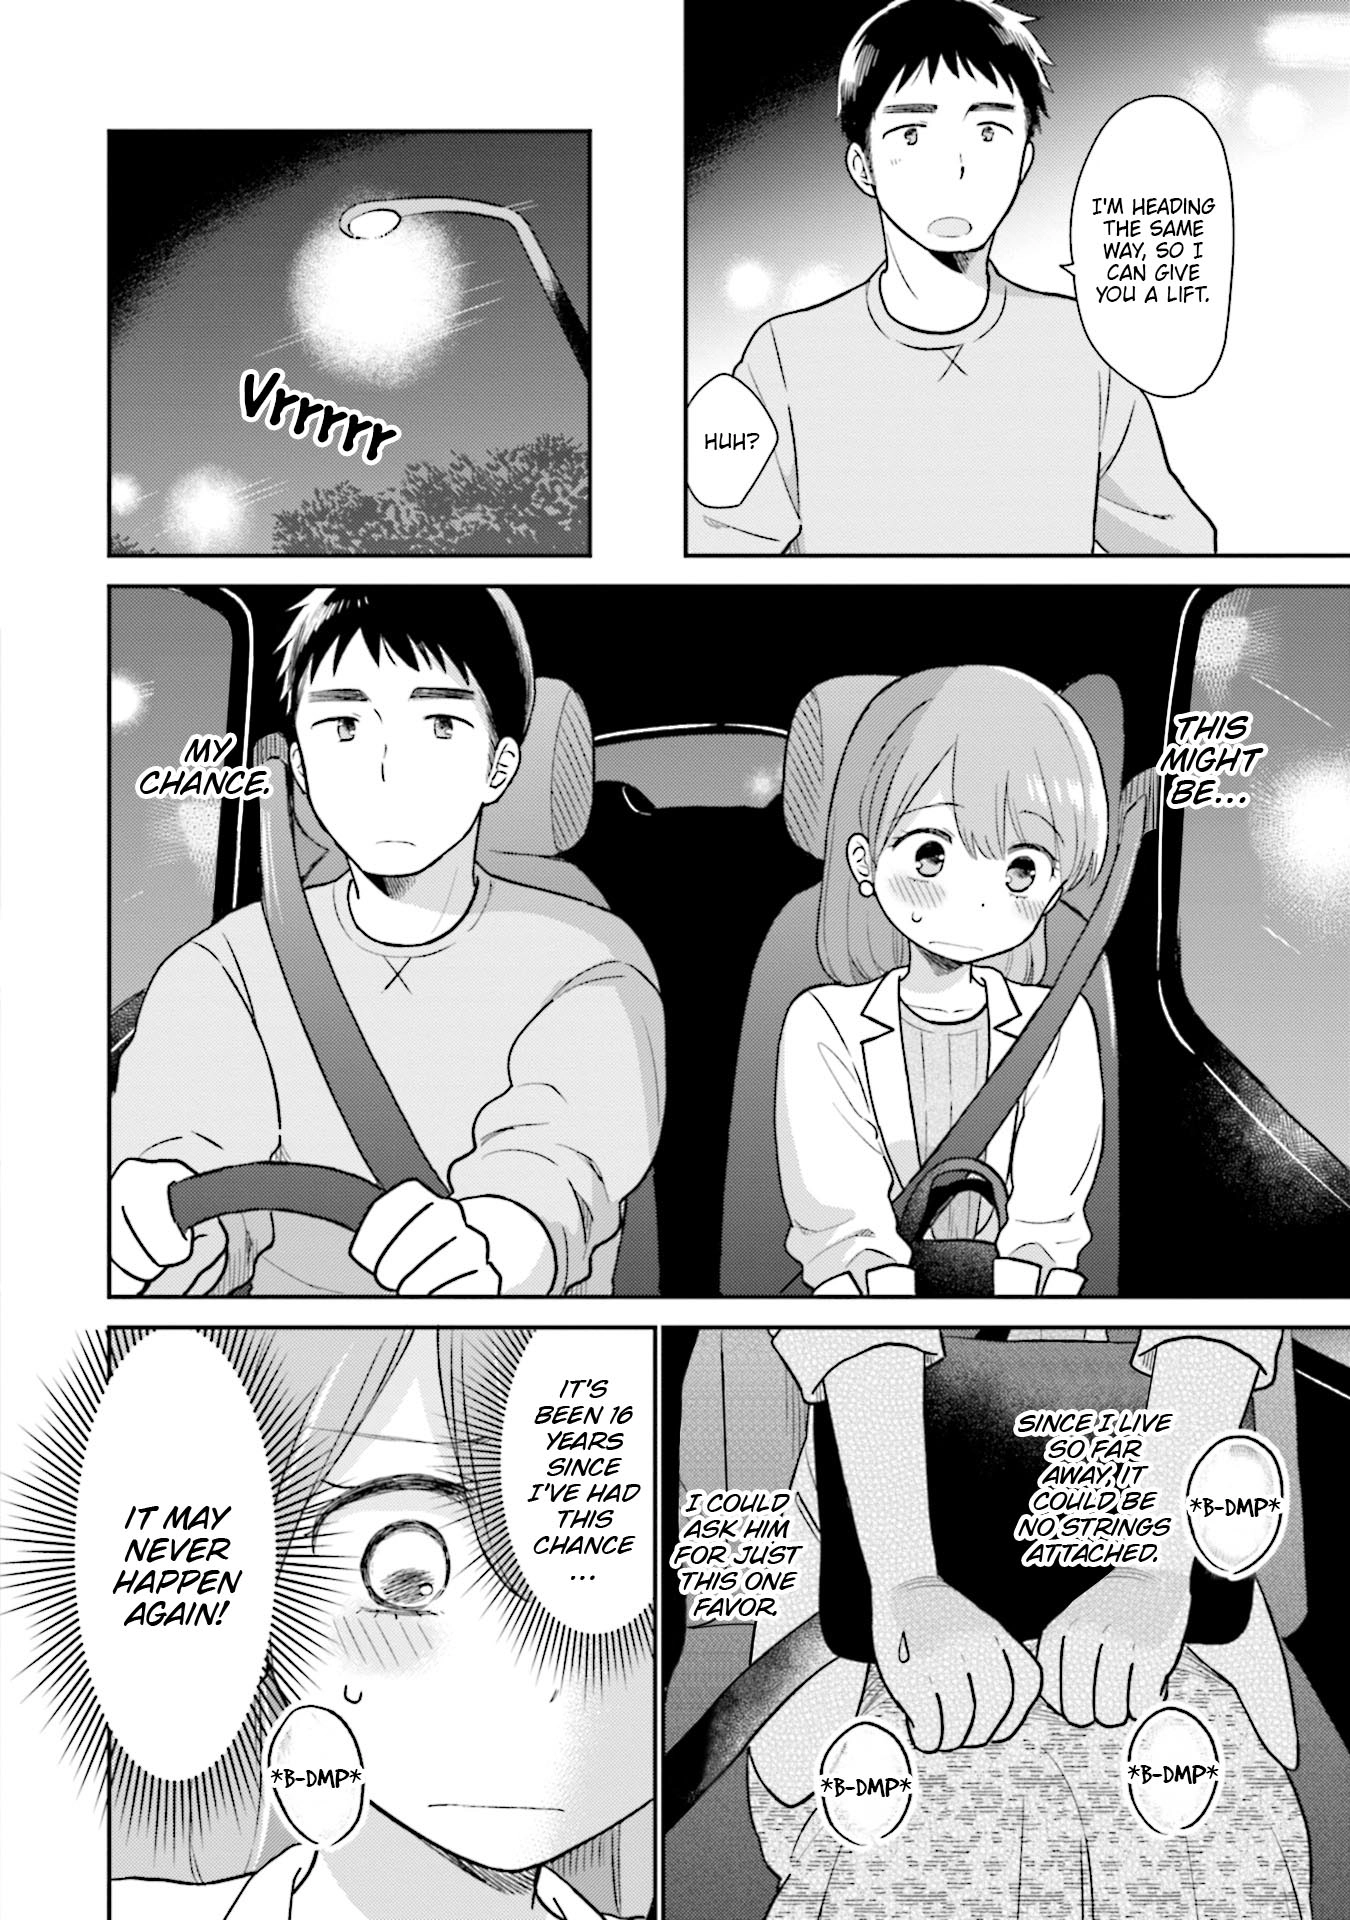 I'M HEADING
THE SAME
WAY, SO I
CAN GIVE
YOU A LIFT.
HUH?
Vrrrrr
THIS
MIGHT
BE...
MY
CHANCE.
SINCE I LIVE
SO FAR
AWAY, IT
COULD BE
NO STRINGS
ATTACHED.
*B-DMP*
I COULD
ASK HIM
FOR JUST
THIS ONE
FAVOR.
*B-DMP*
*B-DMP*
IT'S
BEEN 16
YEARS
SINCE
I'VE HAD
THIS
CHANCE
...
IT MAY
NEVER
HAPPEN
AGAIN!
*B-DMP*